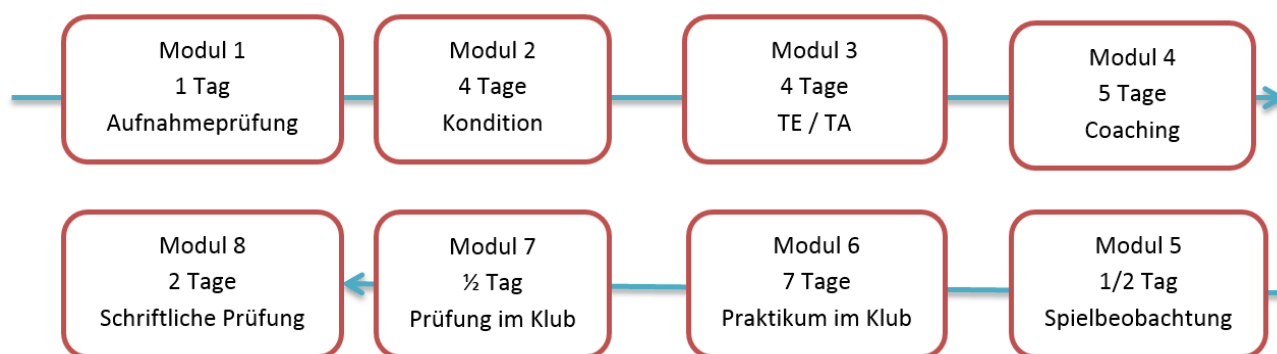 Modul 1
1 Tag
Aufnahmeprüfung
Modul 2
4 Tage
Kondition
Modul 3
4 Tage
TE / TA
Modul 4
5 Tage
Coaching
Modul 8
2 Tage
Schriftliche Prüfung
Modul 7
½ Tag
Prüfung im Klub
Modul 6
7 Tage
Praktikum im Klub
Modul 5
1/2 Tag
Spielbeobachtung